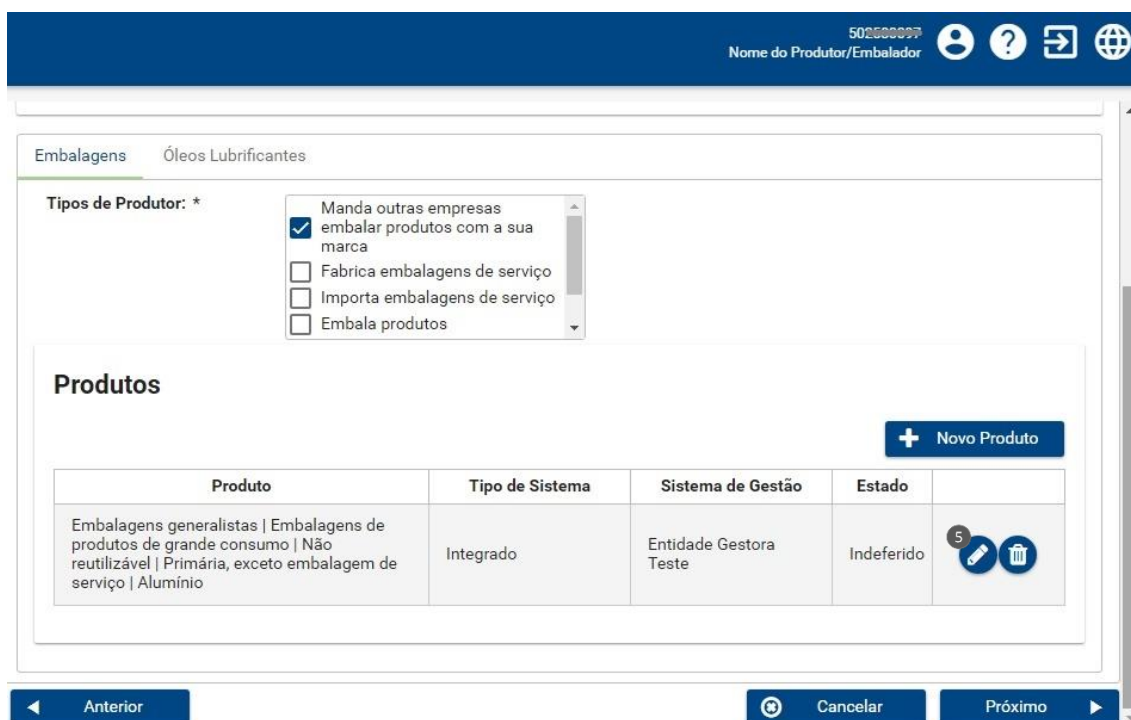 Nome do Produtor/Embalador
Embalagens Óleos Lubrificantes
Tipos de Produtor: *
Manda outras empresas
embalar produtos com a sua
marca
Fabrica embalagens de serviço
Importa embalagens de serviço
Embala produtos
Produtos
Novo Produto
Produto Tipo de Sistema Sistema de Gestão Estado
Embalagens generalistas | Embalagens de
produtos de grande consumo | Não
reutilizável | Primária, exceto embalagem de
serviço | Alumínio
Integrado
Entidade Gestora
Teste
Indeferido
5
Anterior Cancelar Próximo